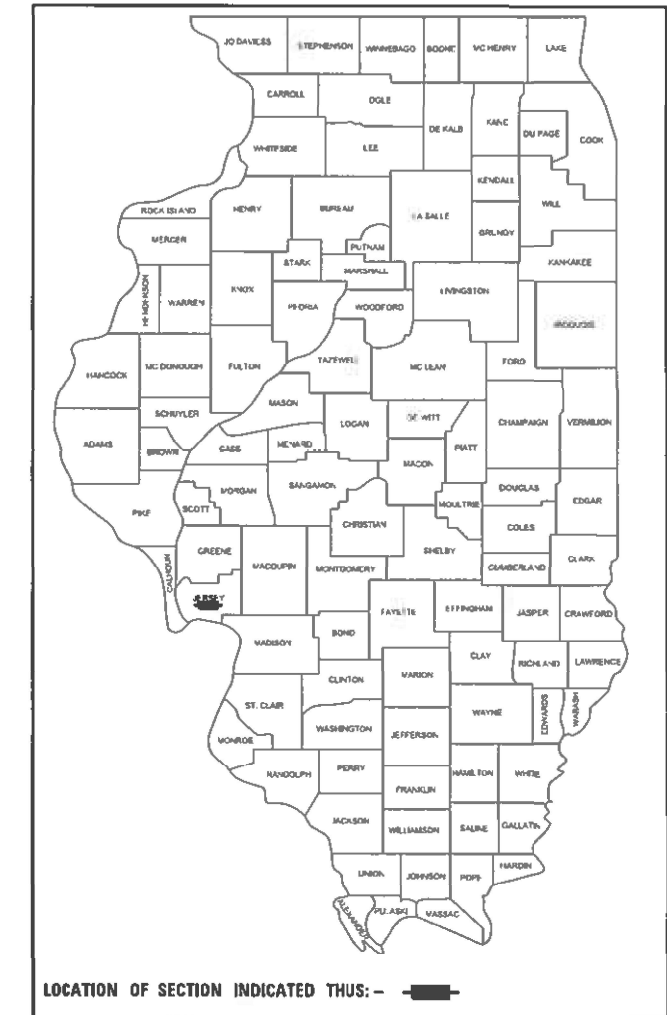 JO DAVIESS STEPHENSON WINNEBAGO BOONE MC HENRY LAKE
CARROLL OGLE DE KALB KANE DU PAGE COOK
WHITESIDE LEE KENDALL WILL
ROCK ISLAND HENRY BUREAU LA SALLE GRUNDY
MERCER PUTNAM KANKAKEE
HENDERSON WARREN KNOX STARK MARSHALL LIVINGSTON
PEORIA WOODFORD IROQUOIS
HANCOCK MC DONOUGH FULTON TAZEWELL MC LEAN FORD
SCHUYLER MASON LOGAN DE WITT CHAMPAIGN VERMILION
ADAMS BROWN CASS MENARD PIATT
MACON
PIKE SCOTT MORGAN SANGAMON MOULTRIE DOUGLAS EDGAR
CHRISTIAN COLES
CALHOUN GREENE MACOUPIN MONTGOMERY SHELBY CUMBERLAND CLARK
JERSEY FAYETTE EFFINGHAM JASPER CRAWFORD
MADISON BOND
CLINTON MARION CLAY RICHLAND LAWRENCE
ST. CLAIR WAYNE EDWARDS WABASH
MONROE WASHINGTON JEFFERSON
RANDOLPH PERRY HAMILTON WHITE
FRANKLIN
JACKSON WILLIAMSON SALINE GALLATIN
UNION JOHNSON POPE HARDIN
ALEXANDER PULASKI MASSAC
LOCATION OF SECTION INDICATED THUS: –